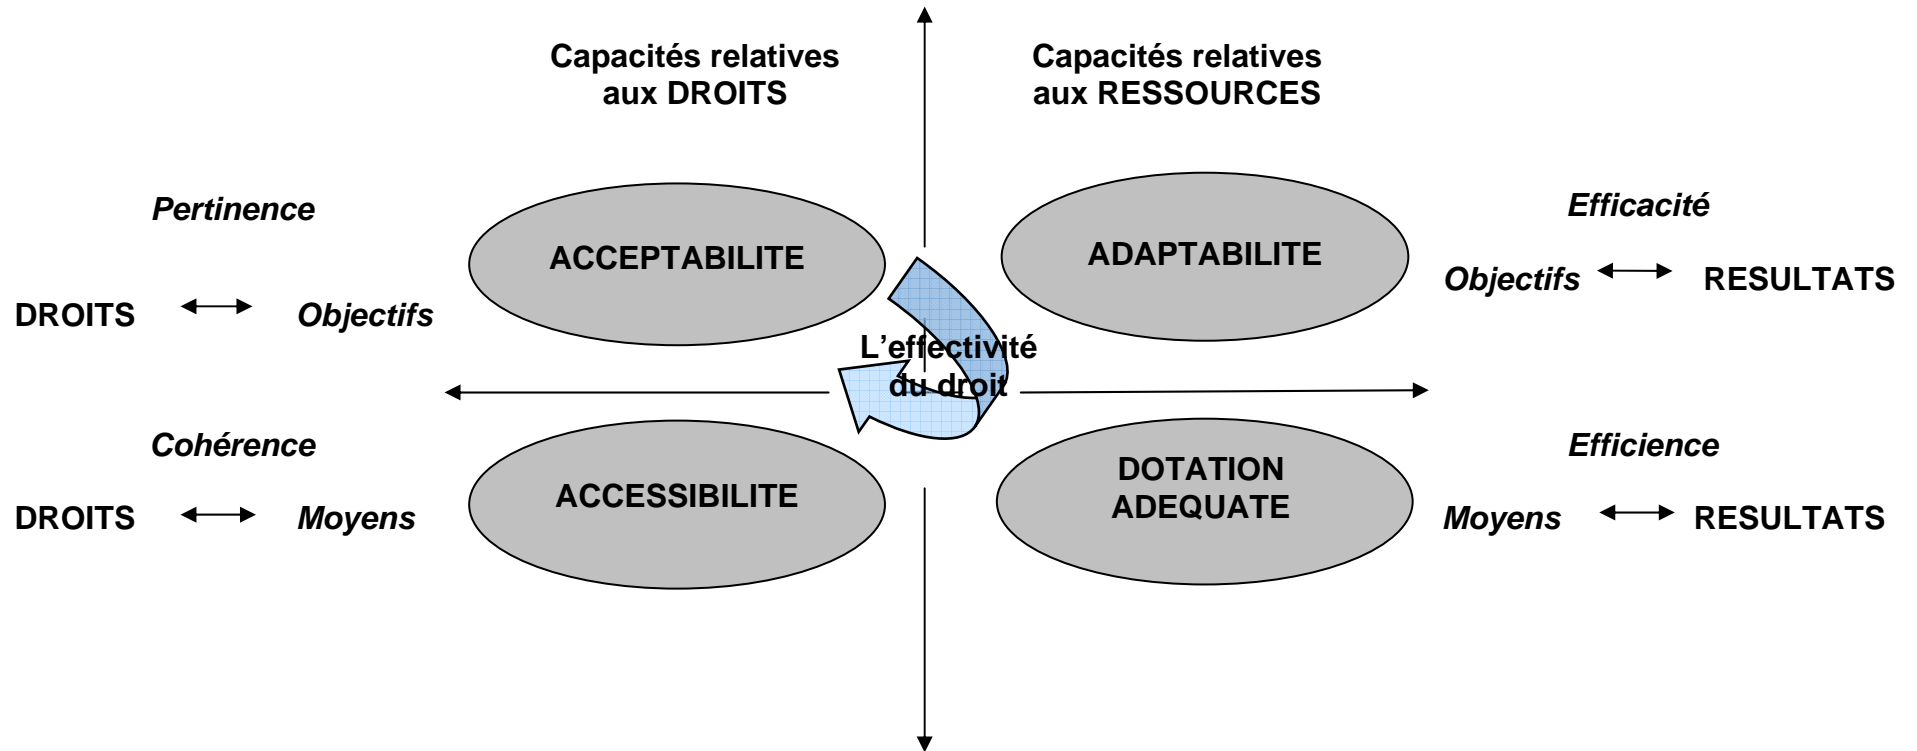 Capacités relatives
aux DROITS
Capacités relatives
aux RESSOURCES
Pertinence
DROITS
Objectifs
ACCEPTABILITE
ADAPTABILITE
Efficacité
Objectifs
RESULTATS
L’effectivité
du droit
Cohérence
DROITS
Moyens
ACCESSIBILITE
DOTATION
ADEQUATE
Efficience
Moyens
RESULTATS